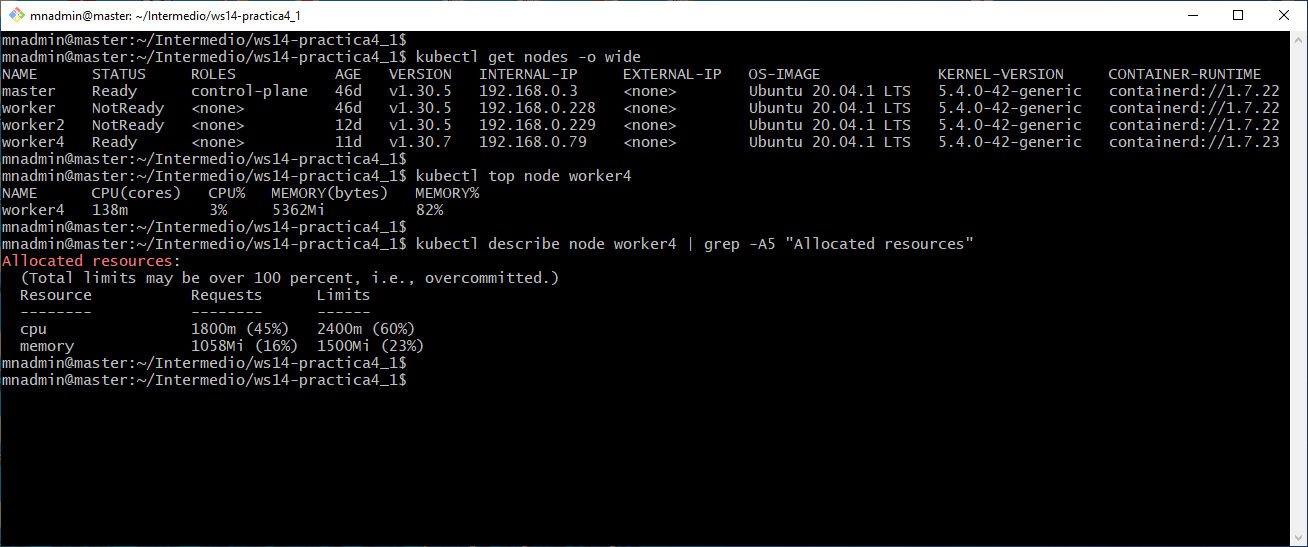 mnadmin@master: ~/Intermedio/ws14-practica4_1
mnadmin@master:~/Intermedio/ws14-practica4_1$
mnadmin@master:~/Intermedio/ws14-practica4_1$ kubectl get nodes -o wide
NAME STATUS ROLES AGE VERSION INTERNAL-IP EXTERNAL-IP OS-IMAGE KERNEL-VERSION CONTAINER-RUNTIME
master Ready control-plane 46d v1.30.5 192.168.0.3 <none> Ubuntu 20.04.1 LTS 5.4.0-42-generic containerd://1.7.22
worker NotReady <none> 46d v1.30.5 192.168.0.228 <none> Ubuntu 20.04.1 LTS 5.4.0-42-generic containerd://1.7.22
worker2 NotReady <none> 12d v1.30.5 192.168.0.229 <none> Ubuntu 20.04.1 LTS 5.4.0-42-generic containerd://1.7.22
worker4 Ready <none> 11d v1.30.7 192.168.0.79 <none> Ubuntu 20.04.1 LTS 5.4.0-42-generic containerd://1.7.23
mnadmin@master:~/Intermedio/ws14-practica4_1$
mnadmin@master:~/Intermedio/ws14-practica4_1$ kubectl top node worker4
NAME CPU(cores) CPU% MEMORY(bytes) MEMORY%
worker4 138m 3% 5362Mi 82%
mnadmin@master:~/Intermedio/ws14-practica4_1$
mnadmin@master:~/Intermedio/ws14-practica4_1$ kubectl describe node worker4 | grep -A5 "Allocated resources"
Allocated resources:
(Total limits may be over 100 percent, i.e., overcommitted.)
Resource Requests Limits
-------- -------- ------
cpu 1800m (45%) 2400m (60%)
memory 1058Mi (16%) 1500Mi (23%)
mnadmin@master:~/Intermedio/ws14-practica4_1$
mnadmin@master:~/Intermedio/ws14-practica4_1$